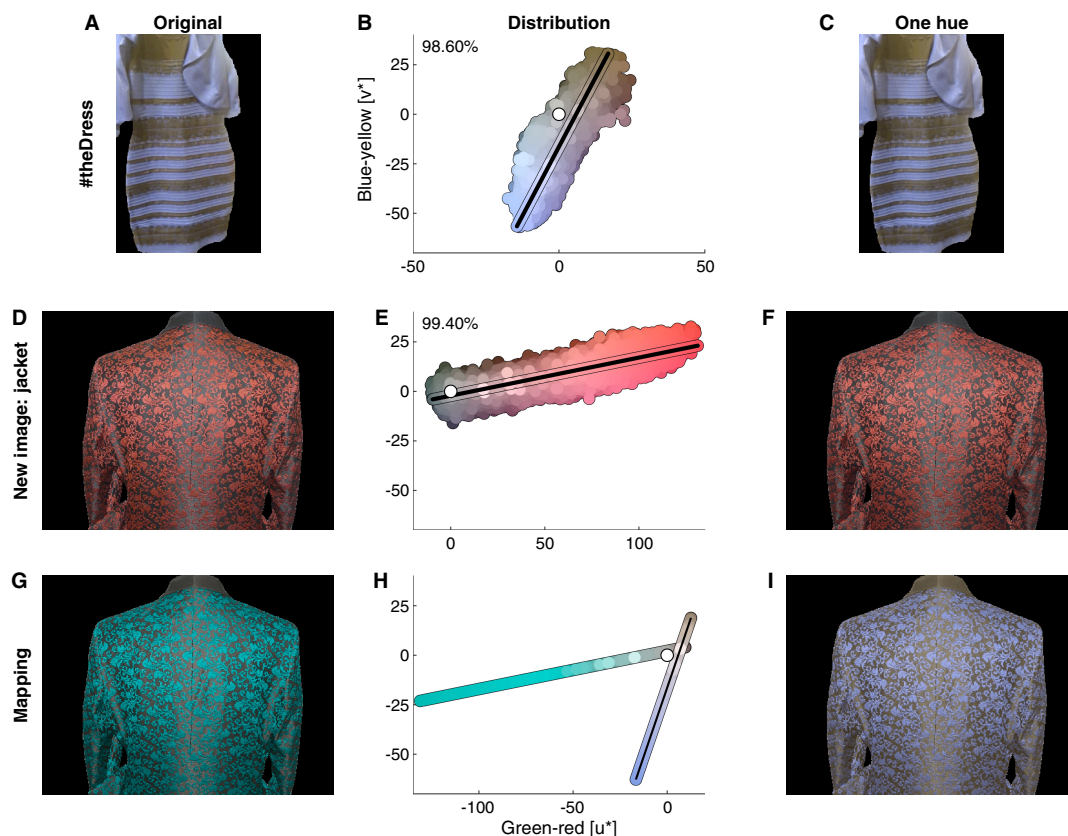 A Original
B Distribution
C One hue
#theDress
98.60%
Blue-yellow [v*]
25
0
-25
-50
-50 0 50
D
E
F
New image: jacket
99.40%
25
0
-25
-50
0 50 100
G
H
I
Mapping
25
0
-25
-50
-100 -50 0
Green-red [u*]